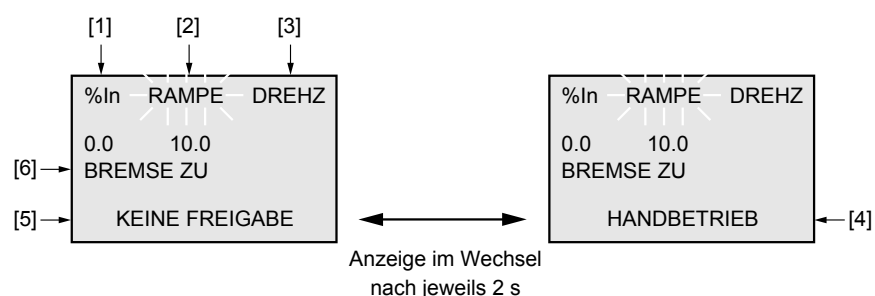 [1] [2] [3]
%In RAMPE DREHZ
0.0 10.0
[6] BREMSE ZU
[5] KEINE FREIGABE
%In RAMPE DREHZ
0.0 10.0
BREMSE ZU
HANDBETRIEB [4]
Anzeige im Wechsel
nach jeweils 2 s